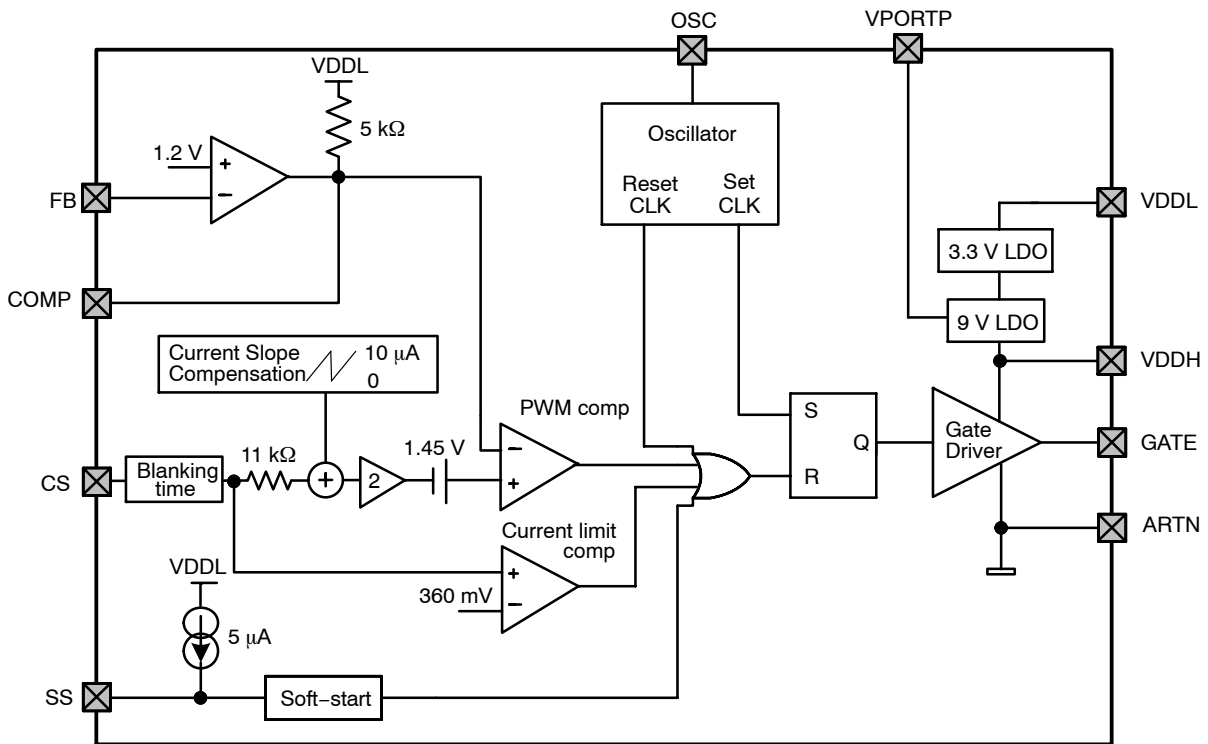 OSC
VPORTP
VDDL
5 kΩ
Oscillator
1.2 V
+
−
Reset
CLK
Set
CLK
FB
VDDL
3.3 V LDO
COMP
9 V LDO
Current Slope
Compensation
10 μA
0
VDDH
PWM comp
S
Q
R
Gate
Driver
GATE
1.45 V
11 kΩ
−
+
CS
Blanking
time
+
2
Current limit
comp
ARTN
VDDL
+
−
360 mV
5 μA
SS
Soft−start